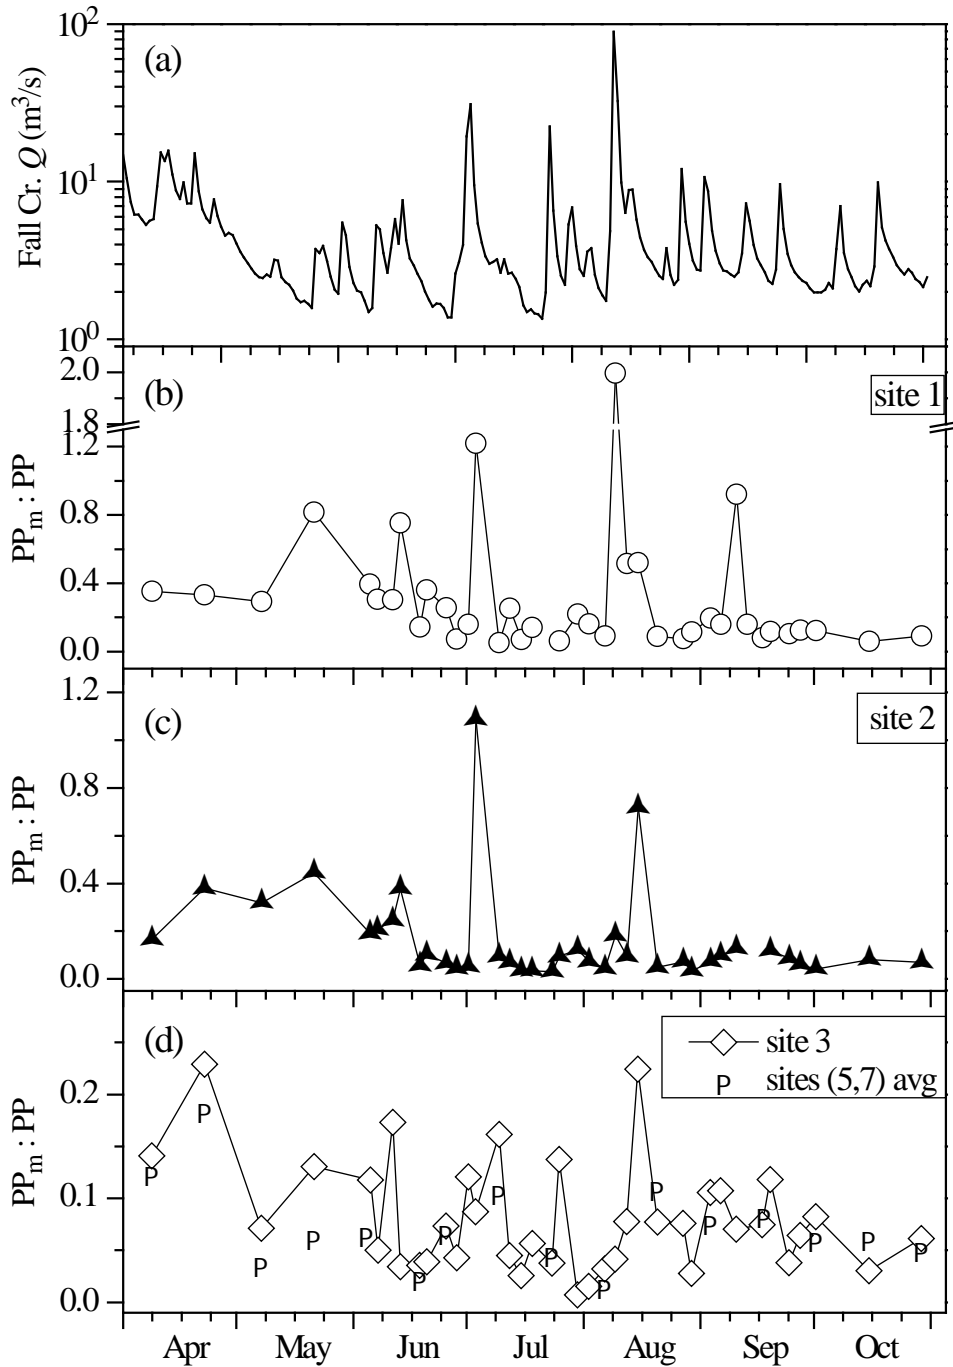 10²
(a)
Fall Cr. Q (m³/s)
10¹
10⁰
2.0
(b)
site 1
1.8
1.2
PPₘ : PP
0.8
0.4
0.0
1.2
(c)
site 2
0.8
PPₘ : PP
0.4
0.0
(d)
site 3
P sites (5,7) avg
0.2
PPₘ : PP
0.1
0.0
P P P P P P P P P P P P P P P P P
Apr May Jun Jul Aug Sep Oct